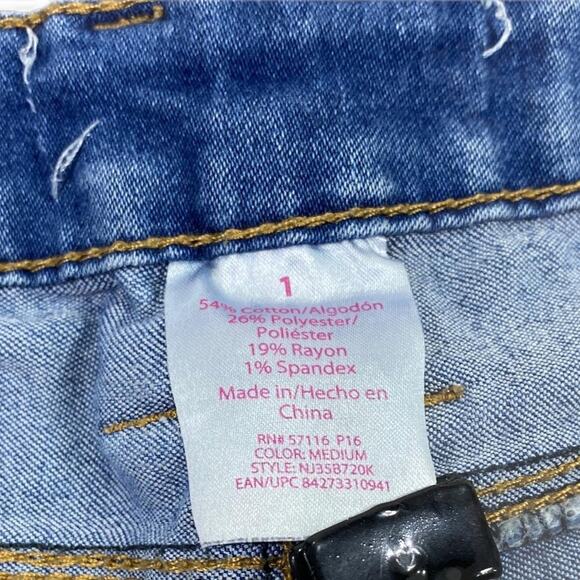 1
54% Cotton/Algodón
26% Polyester/
Poliéster
19% Rayon
1% Spandex
Made in/Hecho en
China
RN# 57116 P16
COLOR: MEDIUM
STYLE: NJ35B720K
EAN/UPC 84273310941